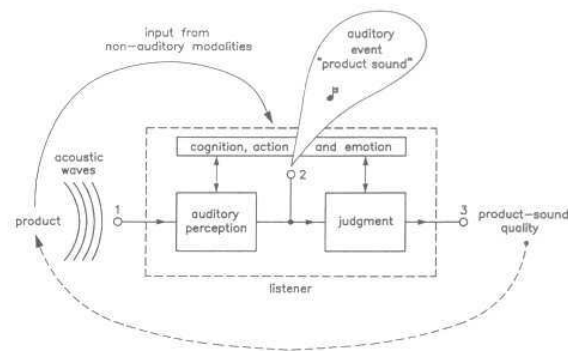 input from
non-auditory modalities
auditory
event
"product sound"
acoustic
waves
cognition, action and emotion
product
1
auditory
perception
2
judgment
3
product-sound
quality
listener